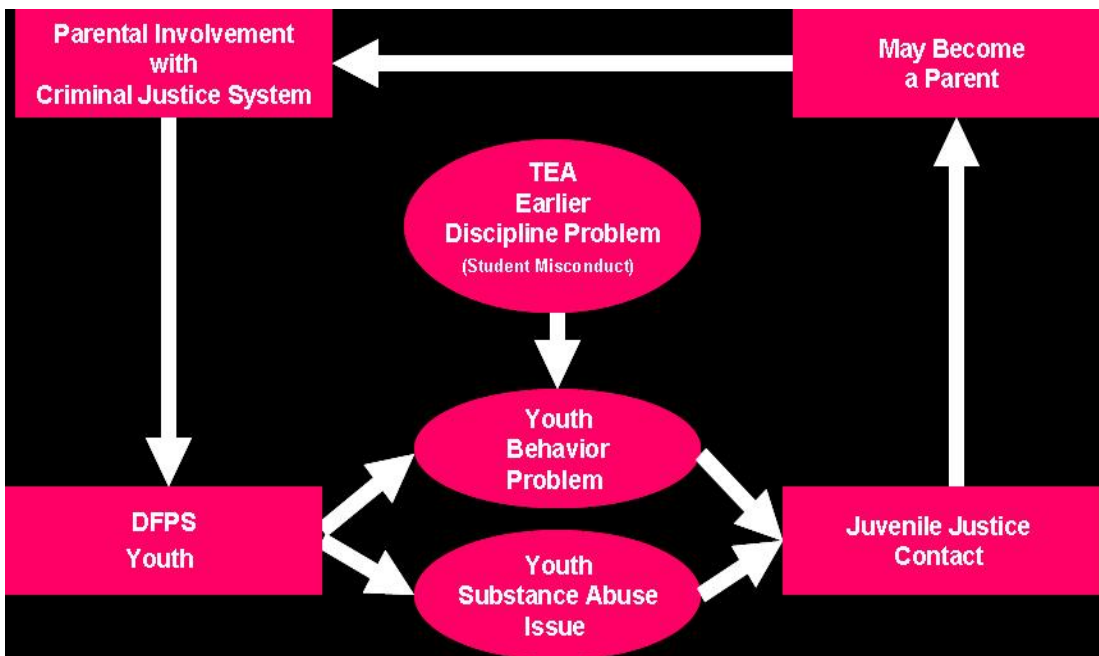 Parental Involvement
with
Criminal Justice System
May Become
a Parent
TEA
Earlier
Discipline Problem
(Student Misconduct)
Youth
Behavior
Problem
DFPS
Youth
Juvenile Justice
Contact
Youth
Substance Abuse
Issue